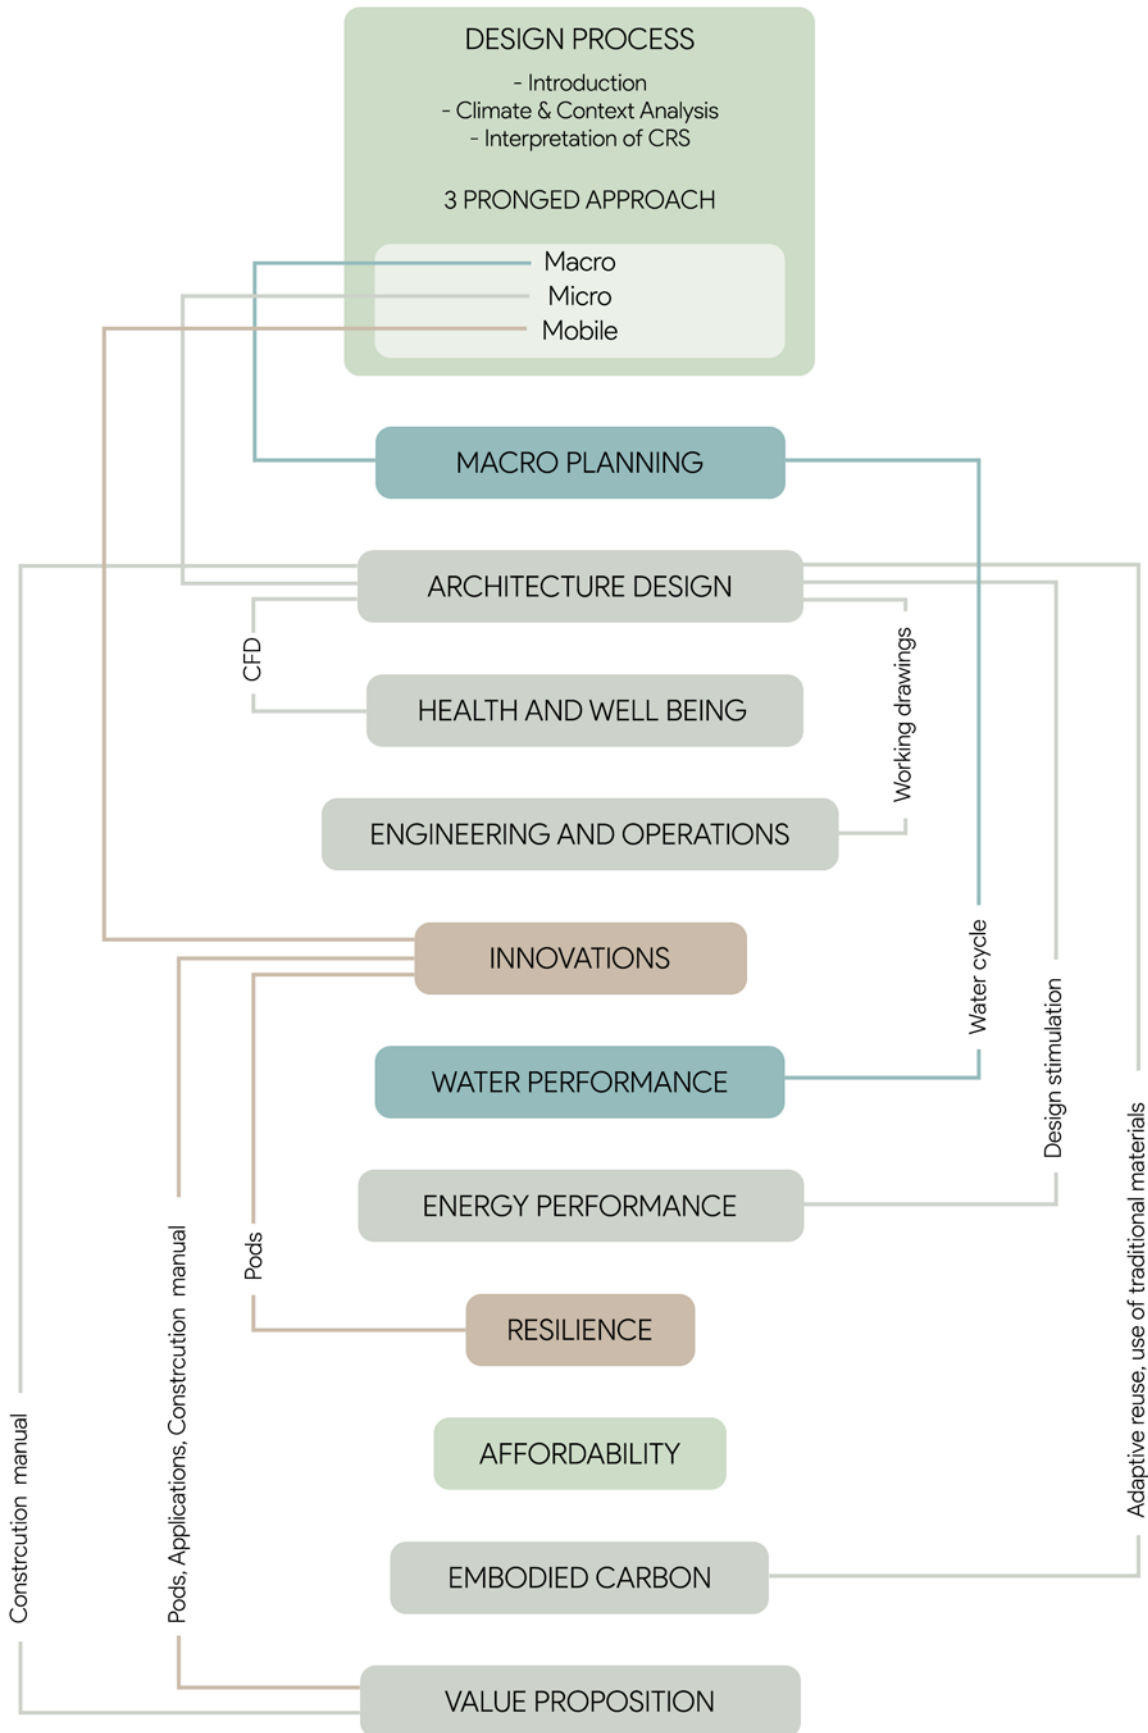 DESIGN PROCESS
- Introduction
- Climate & Context Analysis
- Interpretation of CRS
3 PRONGED APPROACH
Macro
Micro
Mobile
MACRO PLANNING
ARCHITECTURE DESIGN
CFD
HEALTH AND WELL BEING
Working drawings
ENGINEERING AND OPERATIONS
INNOVATIONS
Water cycle
WATER PERFORMANCE
Design stimulation
ENERGY PERFORMANCE
Pods
RESILIENCE
Adaptive reuse, use of traditional materials
Pods, Applications, Constrcution manual
Constrcution manual
AFFORDABILITY
EMBODIED CARBON
VALUE PROPOSITION